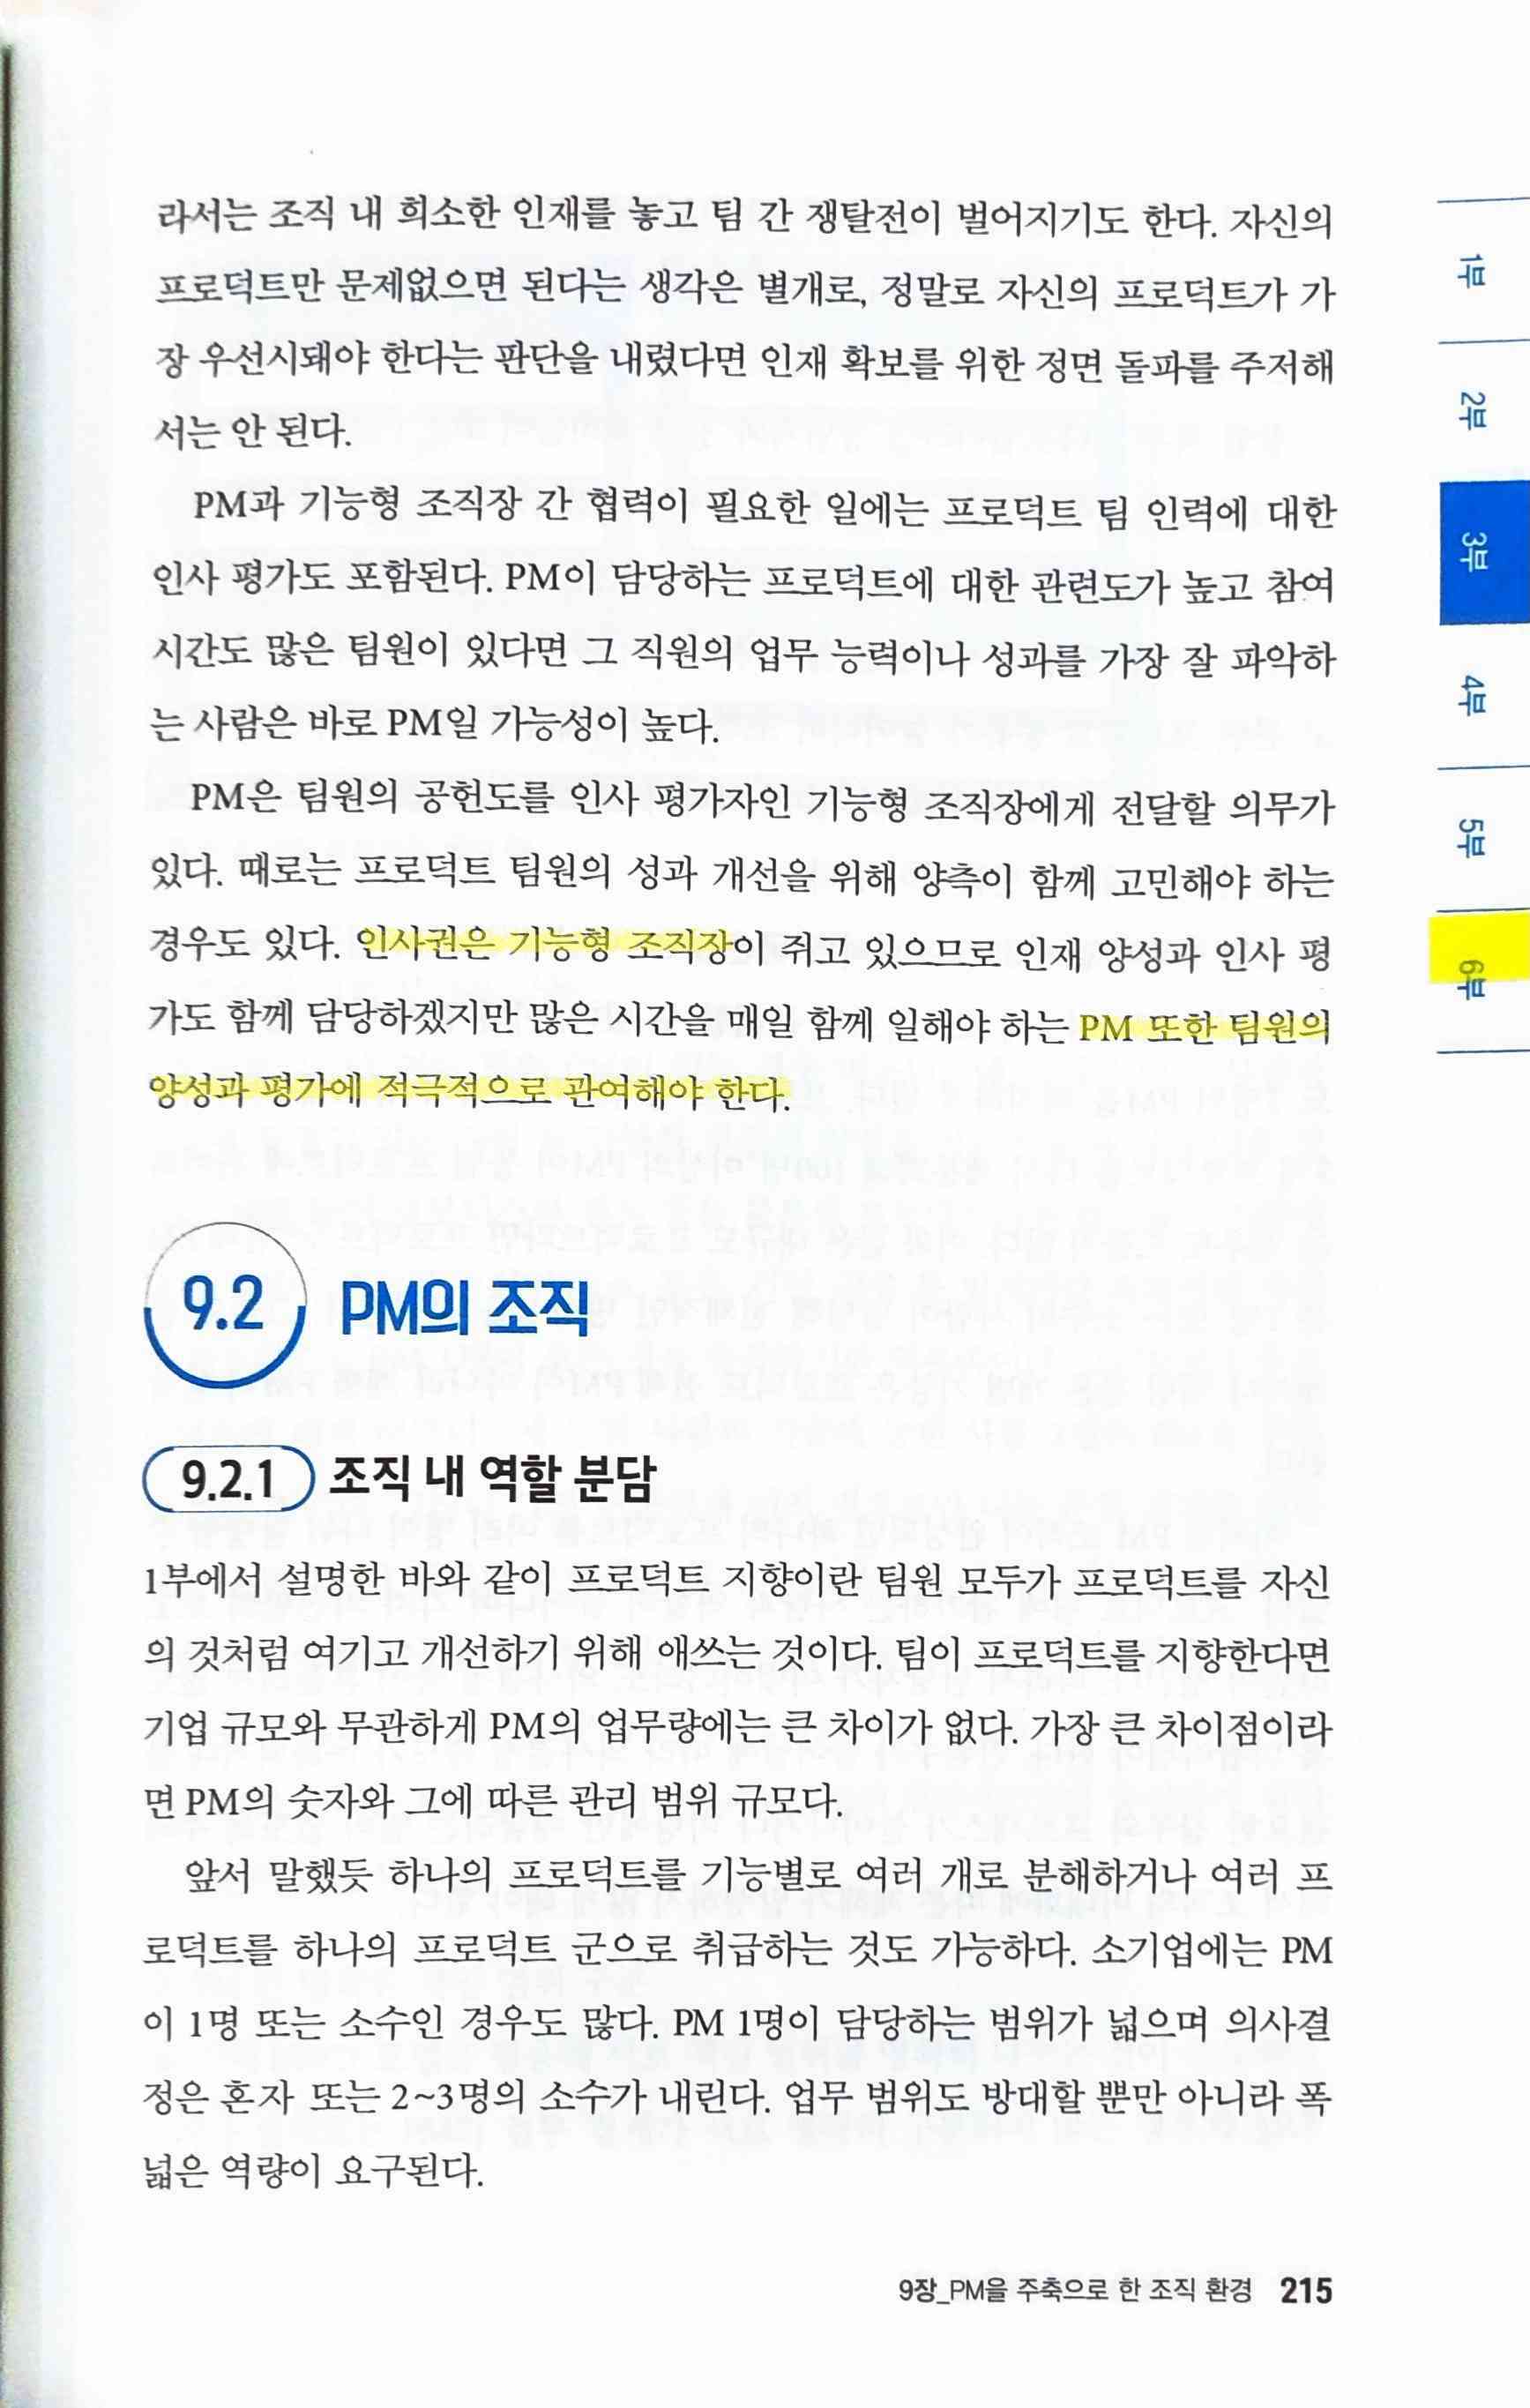 라서는 조직 내 희소한 인재를 놓고 팀 간 쟁탈전이 벌어지기도 한다. 자신의
프로덕트만 문제없으면 된다는 생각은 별개로, 정말로 자신의 프로덕트가 가
장 우선시돼야 한다는 판단을 내렸다면 인재 확보를 위한 정면 돌파를 주저해
서는 안 된다.
PM과 기능형 조직장 간 협력이 필요한 일에는 프로덕트 팀 인력에 대한
인사 평가도 포함된다. PM이 담당하는 프로덕트에 대한 관련도가 높고 참여
시간도 많은 팀원이 있다면 그 직원의 업무 능력이나 성과를 가장 잘 파악하
는 사람은 바로 PM일 가능성이 높다.
PM은 팀원의 공헌도를 인사 평가자인 기능형 조직장에게 전달할 의무가
있다. 때로는 프로덕트 팀원의 성과 개선을 위해 양측이 함께 고민해야 하는
경우도 있다. 인사권은 기능형 조직장이 쥐고 있으므로 인재 양성과 인사 평
가도 함께 담당하겠지만 많은 시간을 매일 함께 일해야 하는 PM 또한 팀원의
양성과 평가에 적극적으로 관여해야 한다.
9.2 PM의 조직
9.2.1 조직 내 역할 분담
1부에서 설명한 바와 같이 프로덕트 지향이란 팀원 모두가 프로덕트를 자신
의 것처럼 여기고 개선하기 위해 애쓰는 것이다. 팀이 프로덕트를 지향한다면
기업 규모와 무관하게 PM의 업무량에는 큰 차이가 없다. 가장 큰 차이점이라
면 PM의 숫자와 그에 따른 관리 범위 규모다.
앞서 말했듯 하나의 프로덕트를 기능별로 여러 개로 분해하거나 여러 프
로덕트를 하나의 프로덕트 군으로 취급하는 것도 가능하다. 소기업에는 PM
이 1명 또는 소수인 경우도 많다. PM 1명이 담당하는 범위가 넓으며 의사결
정은 혼자 또는 2~3명의 소수가 내린다. 업무 범위도 방대할 뿐만 아니라 폭
넓은 역량이 요구된다.
9장_PM을 주축으로 한 조직 환경 215
1부
2부
3부
4부
5부
6부